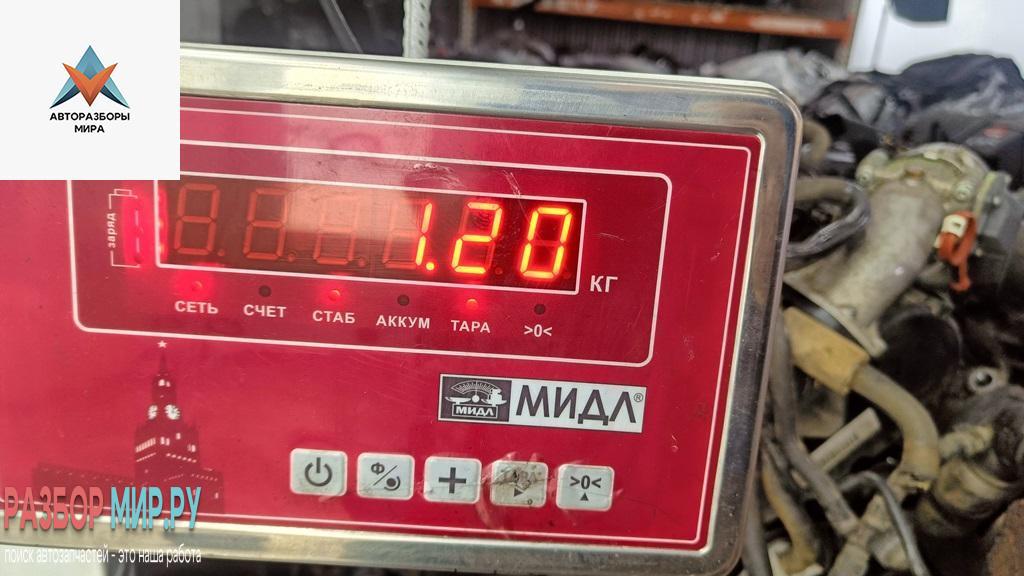 АВТОРАЗБОРЫ
МИРА
заряд
1.20
КГ
СЕТЬ СЧЕТ СТАБ АККУМ ТАРА >0<
МИДЛ МИДЛ®
Ф/ + >0<
РАЗБОР МИР.РУ
поиск автозапчастей - это наша работа